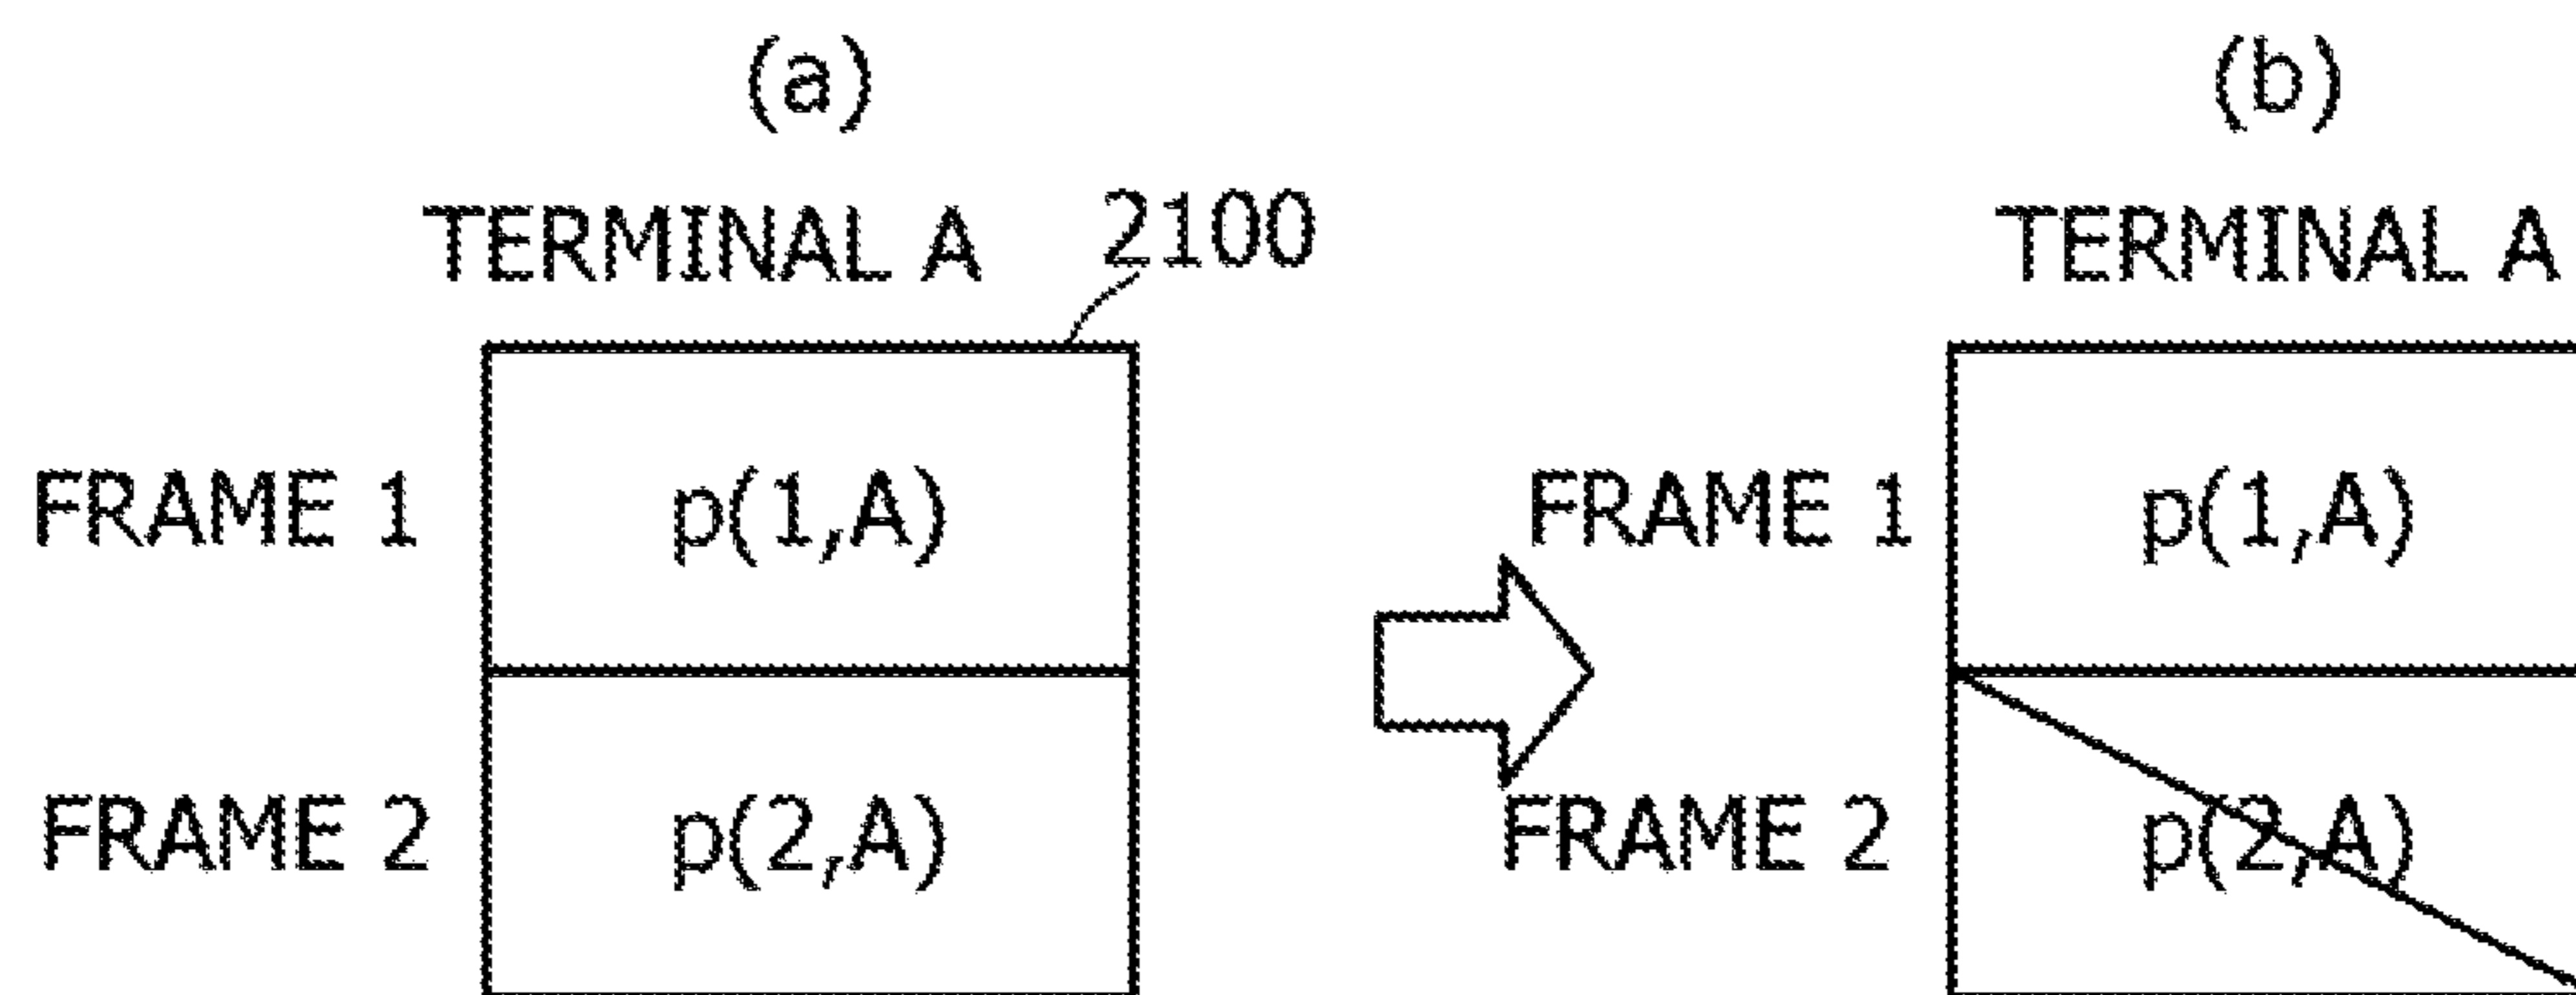 (a)
TERMINAL A 2100
FRAME 1 p(1,A)
FRAME 2 p(2,A)
(b)
TERMINAL A
FRAME 1 p(1,A)
FRAME 2 p(2,A)